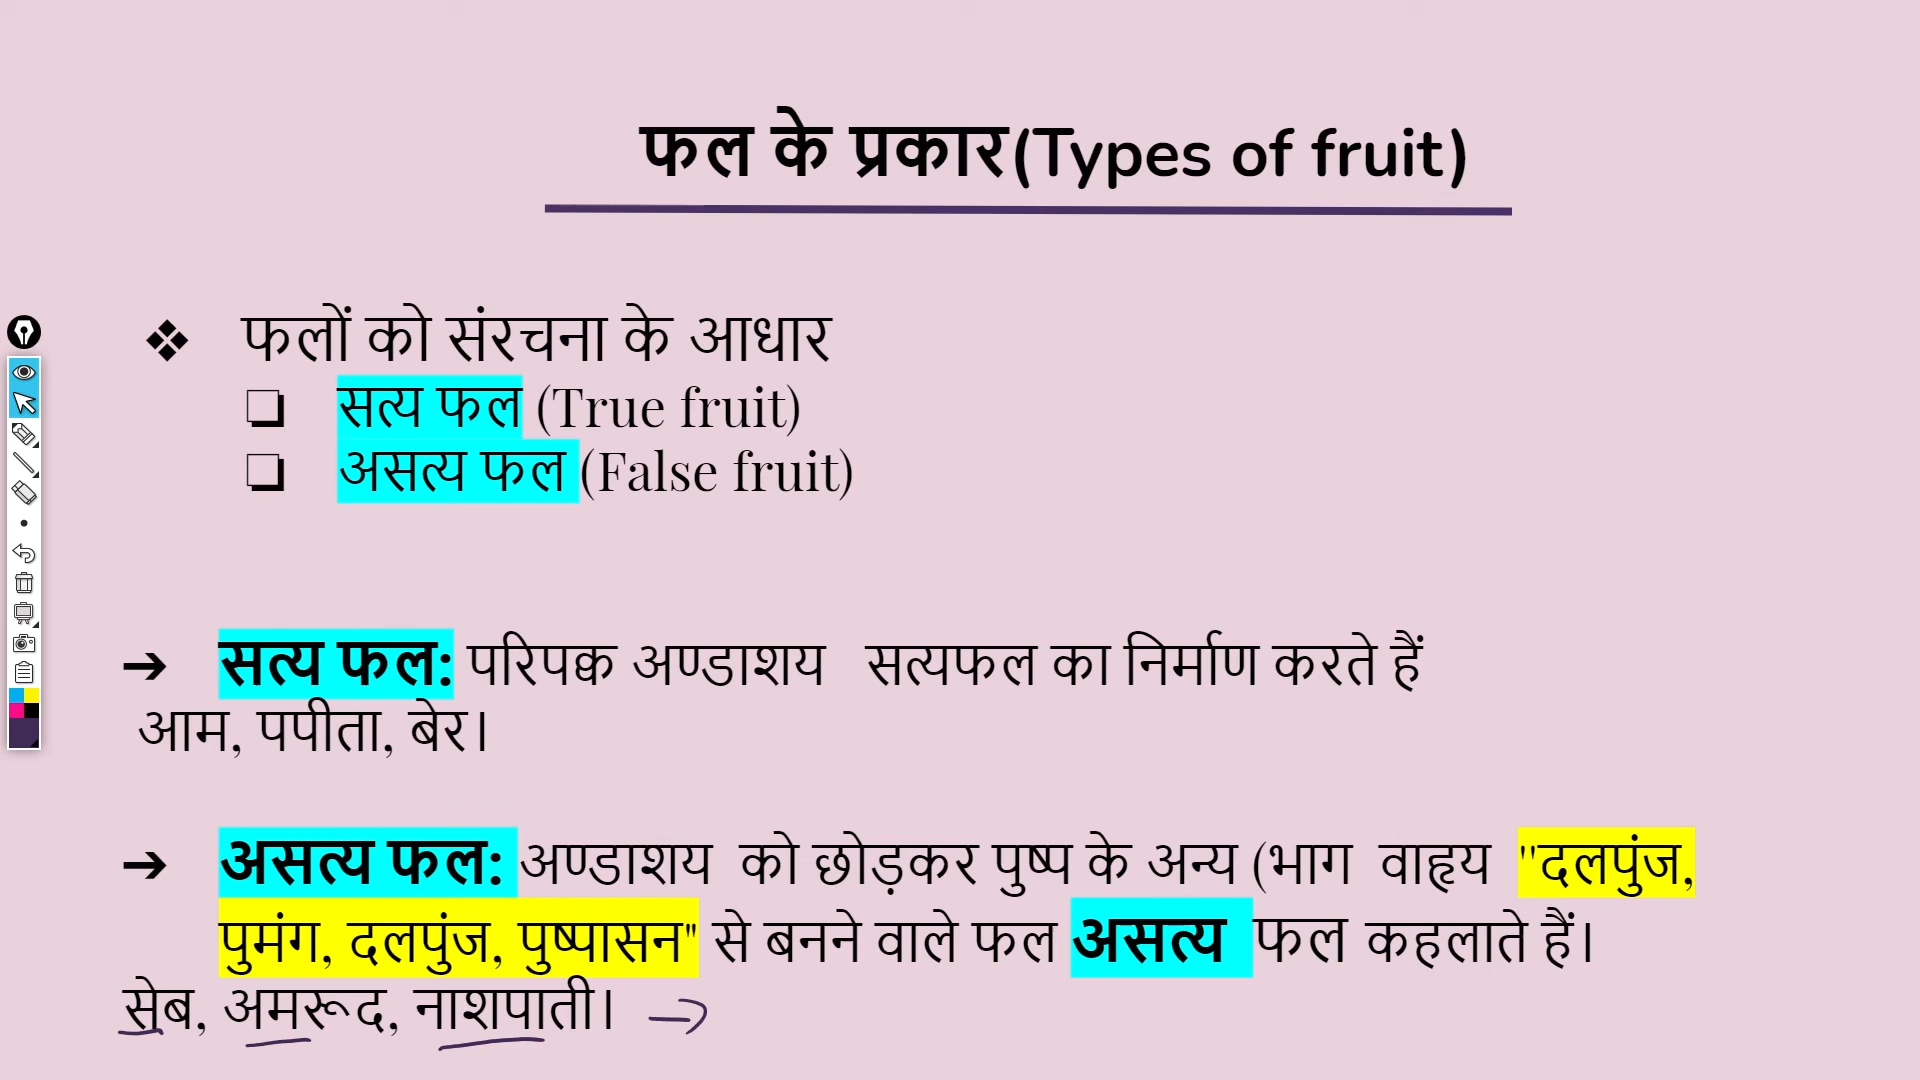 फल के प्रकार(Types of fruit)
❖ फलों को संरचना के आधार
❏ सत्य फल (True fruit)
❏ असत्य फल (False fruit)
➔ सत्य फल: परिपक्व अण्डाशय सत्यफल का निर्माण करते हैं
आम, पपीता, बेर।
➔ असत्य फल: अण्डाशय को छोड़कर पुष्प के अन्य (भाग वाहृय "दलपुंज,
पुमंग, दलपुंज, पुष्पासन" से बनने वाले फल असत्य फल कहलाते हैं।
सेब, अमरूद, नाशपाती।